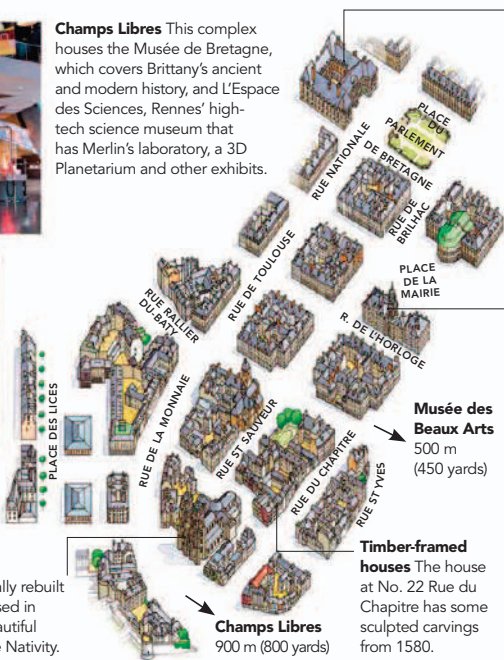 Champs Libres This complex
houses the Musée de Bretagne,
which covers Brittany's ancient
and modern history, and L'Espace
des Sciences, Rennes' high-
tech science museum that
has Merlin's laboratory, a 3D
Planetarium and other exhibits.
PLACE
DU
PARLEMENT
DE BRETAGNE
RUE NATIONALE
RUE DE
BRILHAC
PLACE
DE LA
MAIRIE
RUE DE TOULOUSE
RUE RALLIER
DU-BATY
R. DE L'HORLOGE
PLACE DES LICES
RUE DE LA MONNAIE
RUE ST SAUVEUR
RUE DU CHAPITRE
RUE ST YVES
Musée des
Beaux Arts
500 m
(450 yards)
Timber-framed
houses The house
at No. 22 Rue du
Chapitre has some
sculpted carvings
from 1580.
Champs Libres
900 m (800 yards)
ally rebuilt
sed in
autiful
e Nativity.